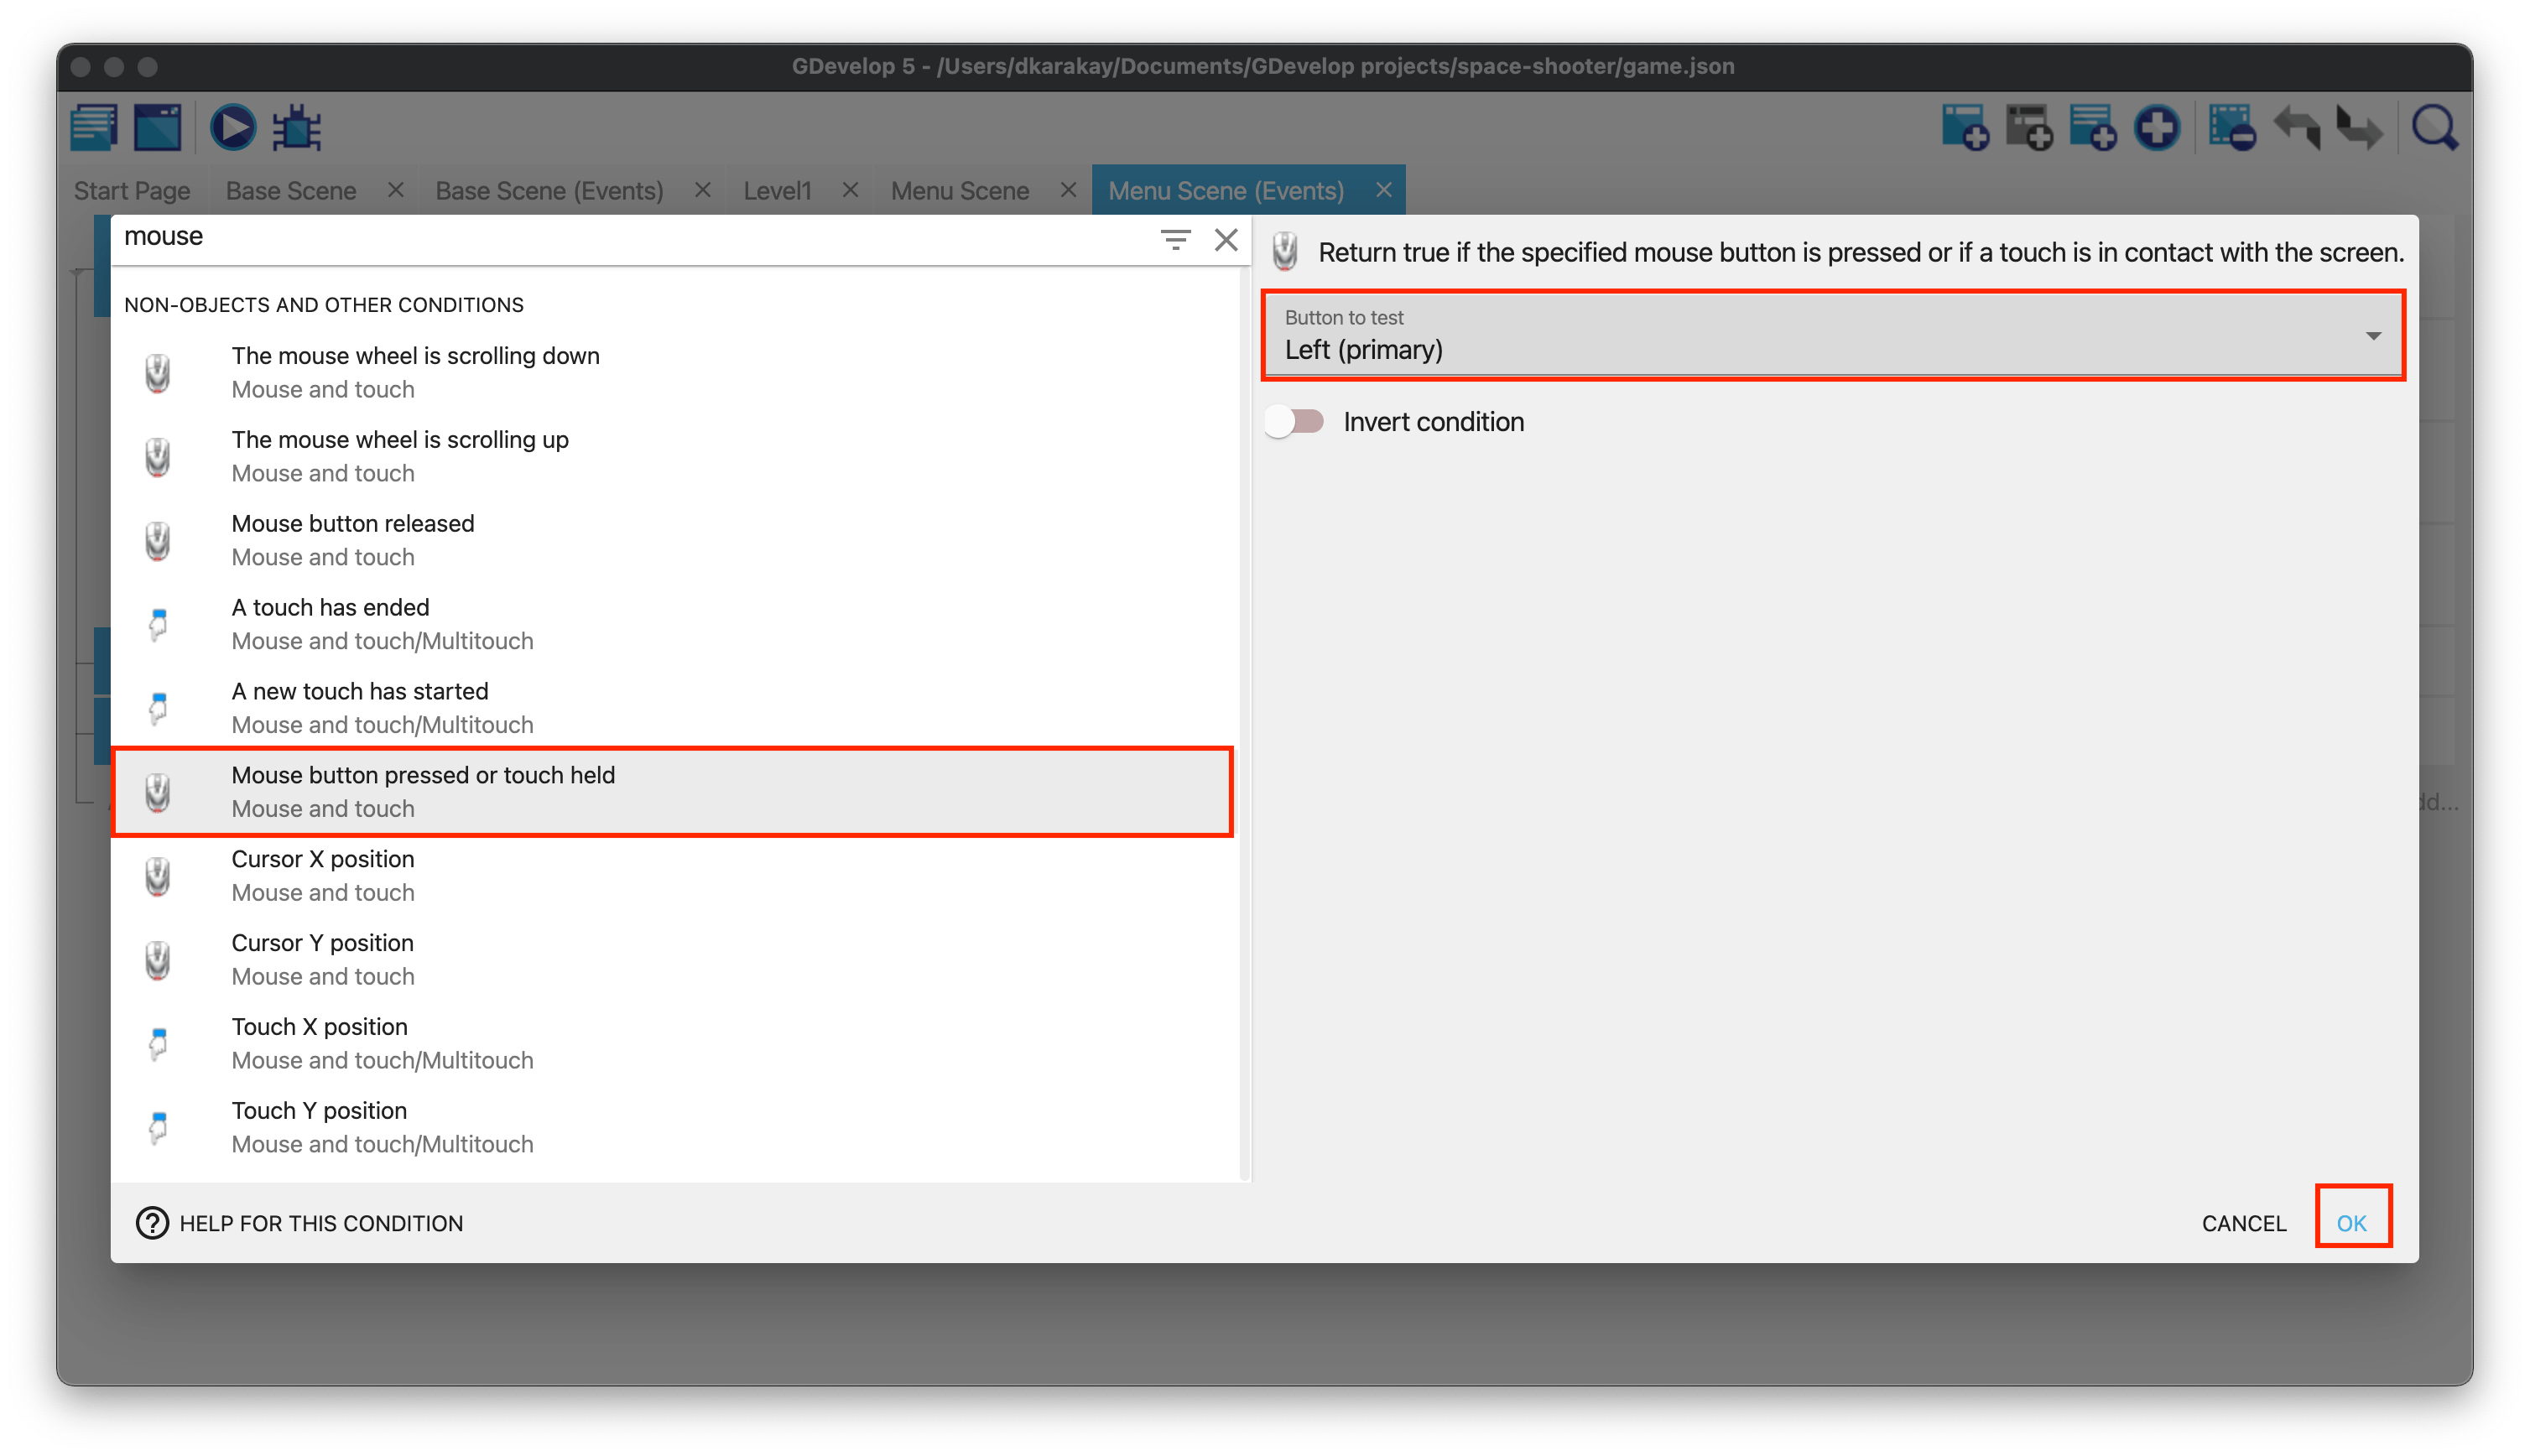 GDevelop 5 - /Users/dkarakay/Documents/GDevelop projects/space-shooter/game.json
Start Page Base Scene Base Scene (Events) Level1 Menu Scene Menu Scene (Events)
mouse
NON-OBJECTS AND OTHER CONDITIONS
The mouse wheel is scrolling down
Mouse and touch
The mouse wheel is scrolling up
Mouse and touch
Mouse button released
Mouse and touch
A touch has ended
Mouse and touch/Multitouch
A new touch has started
Mouse and touch/Multitouch
Mouse button pressed or touch held
Mouse and touch
Cursor X position
Mouse and touch
Cursor Y position
Mouse and touch
Touch X position
Mouse and touch/Multitouch
Touch Y position
Mouse and touch/Multitouch
Return true if the specified mouse button is pressed or if a touch is in contact with the screen.
Button to test
Left (primary)
Invert condition
HELP FOR THIS CONDITION
CANCEL OK